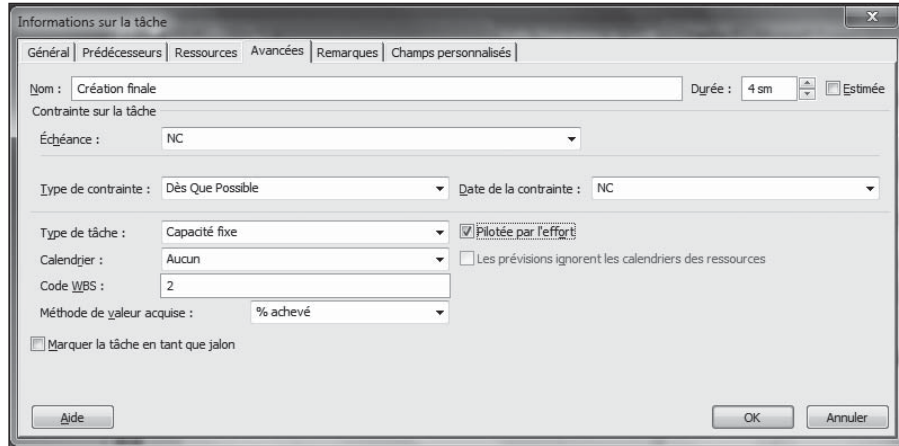 Informations sur la tâche
Général Prédécesseurs Ressources Avancées Remarques Champs personnalisés
Nom : Création finale Durée : 4 sm Estimée
Contrainte sur la tâche
Échéance : NC
Type de contrainte : Dès Que Possible Date de la contrainte : NC
Type de tâche : Capacité fixe Pilotée par l'effort
Calendrier : Aucun Les prévisions ignorent les calendriers des ressources
Code WBS : 2
Méthode de valeur acquise : % achevé
Marquer la tâche en tant que jalon
Aide OK Annuler